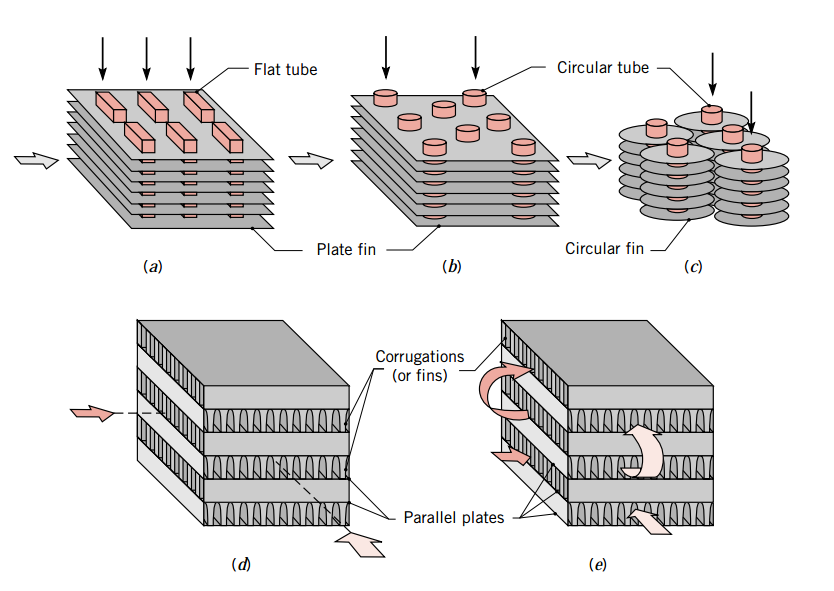 Flat tube
Circular tube
Plate fin
Circular fin
(a)
(b)
(c)
Corrugations
(or fins)
Parallel plates
(d)
(e)